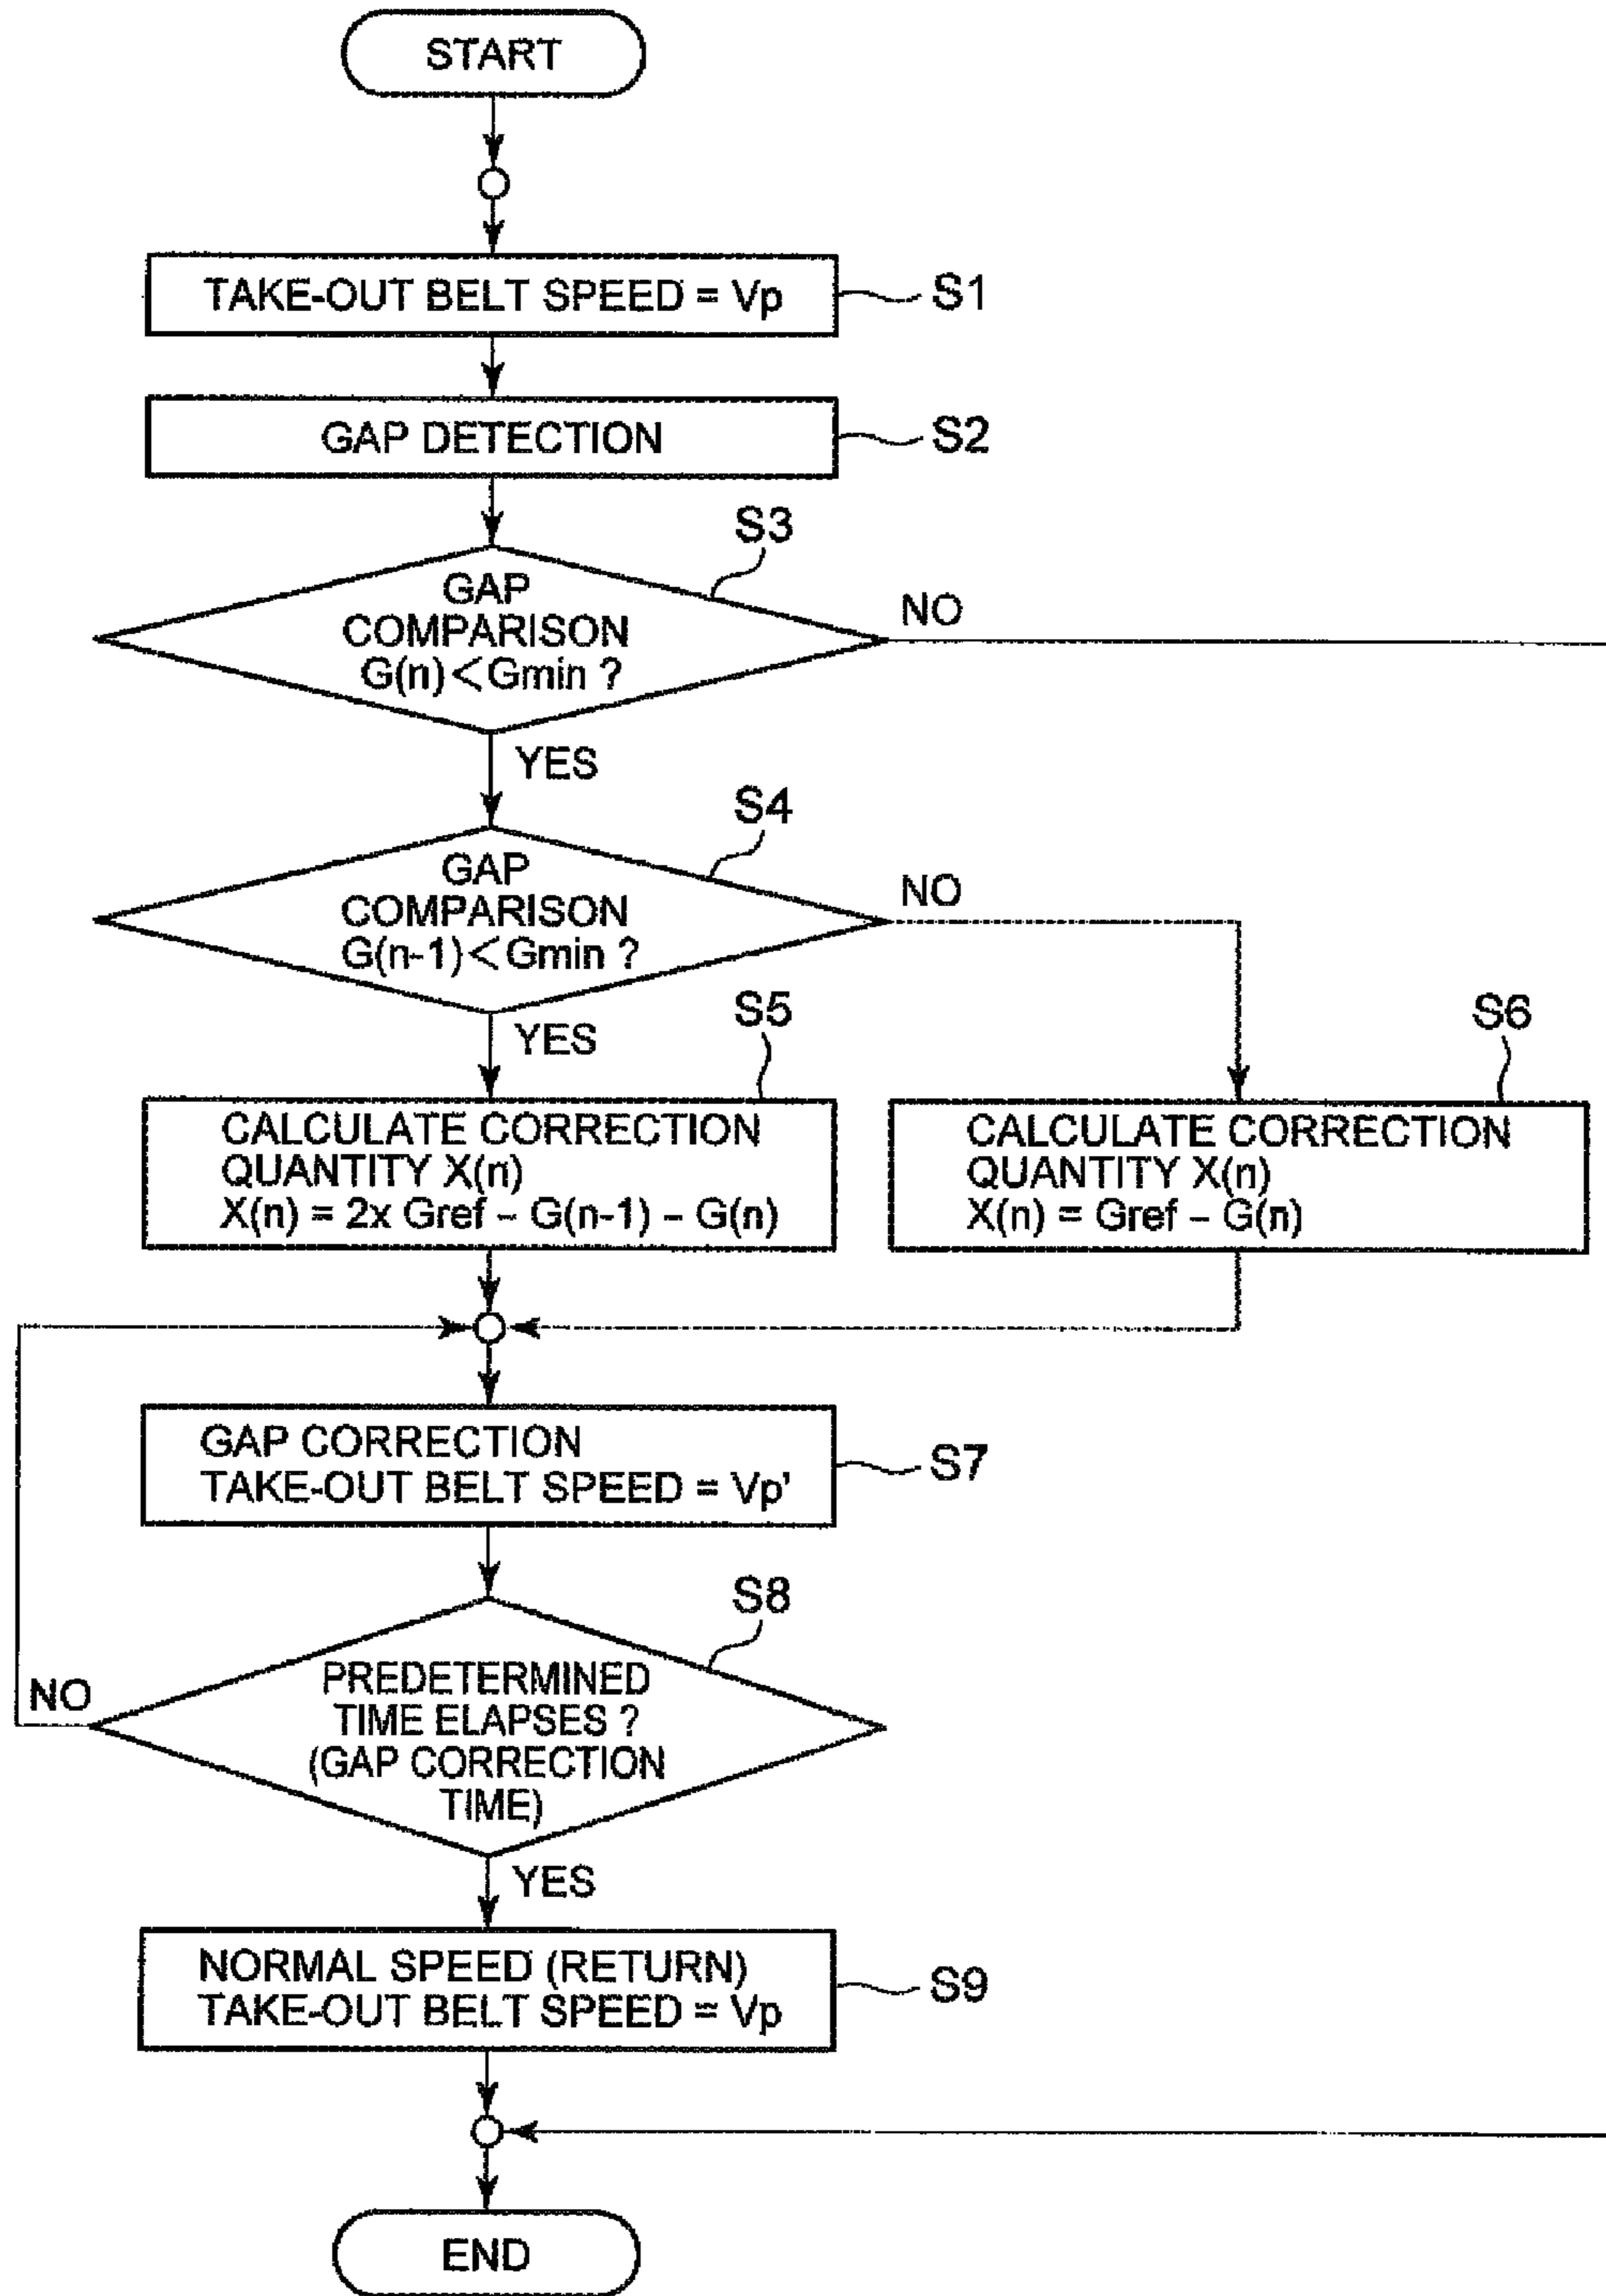 START
TAKE-OUT BELT SPEED = Vp
S1
GAP DETECTION
S2
S3
GAP
COMPARISON
G(n)<Gmin ?
NO
YES
S4
GAP
COMPARISON
G(n-1)<Gmin ?
NO
YES
S5
CALCULATE CORRECTION
QUANTITY X(n)
X(n) = 2x Gref – G(n-1) – G(n)
S6
CALCULATE CORRECTION
QUANTITY X(n)
X(n) = Gref – G(n)
GAP CORRECTION
TAKE-OUT BELT SPEED = Vp'
S7
S8
PREDETERMINED
TIME ELAPSES ?
(GAP CORRECTION
TIME)
NO
YES
NORMAL SPEED (RETURN)
TAKE-OUT BELT SPEED = Vp
S9
END